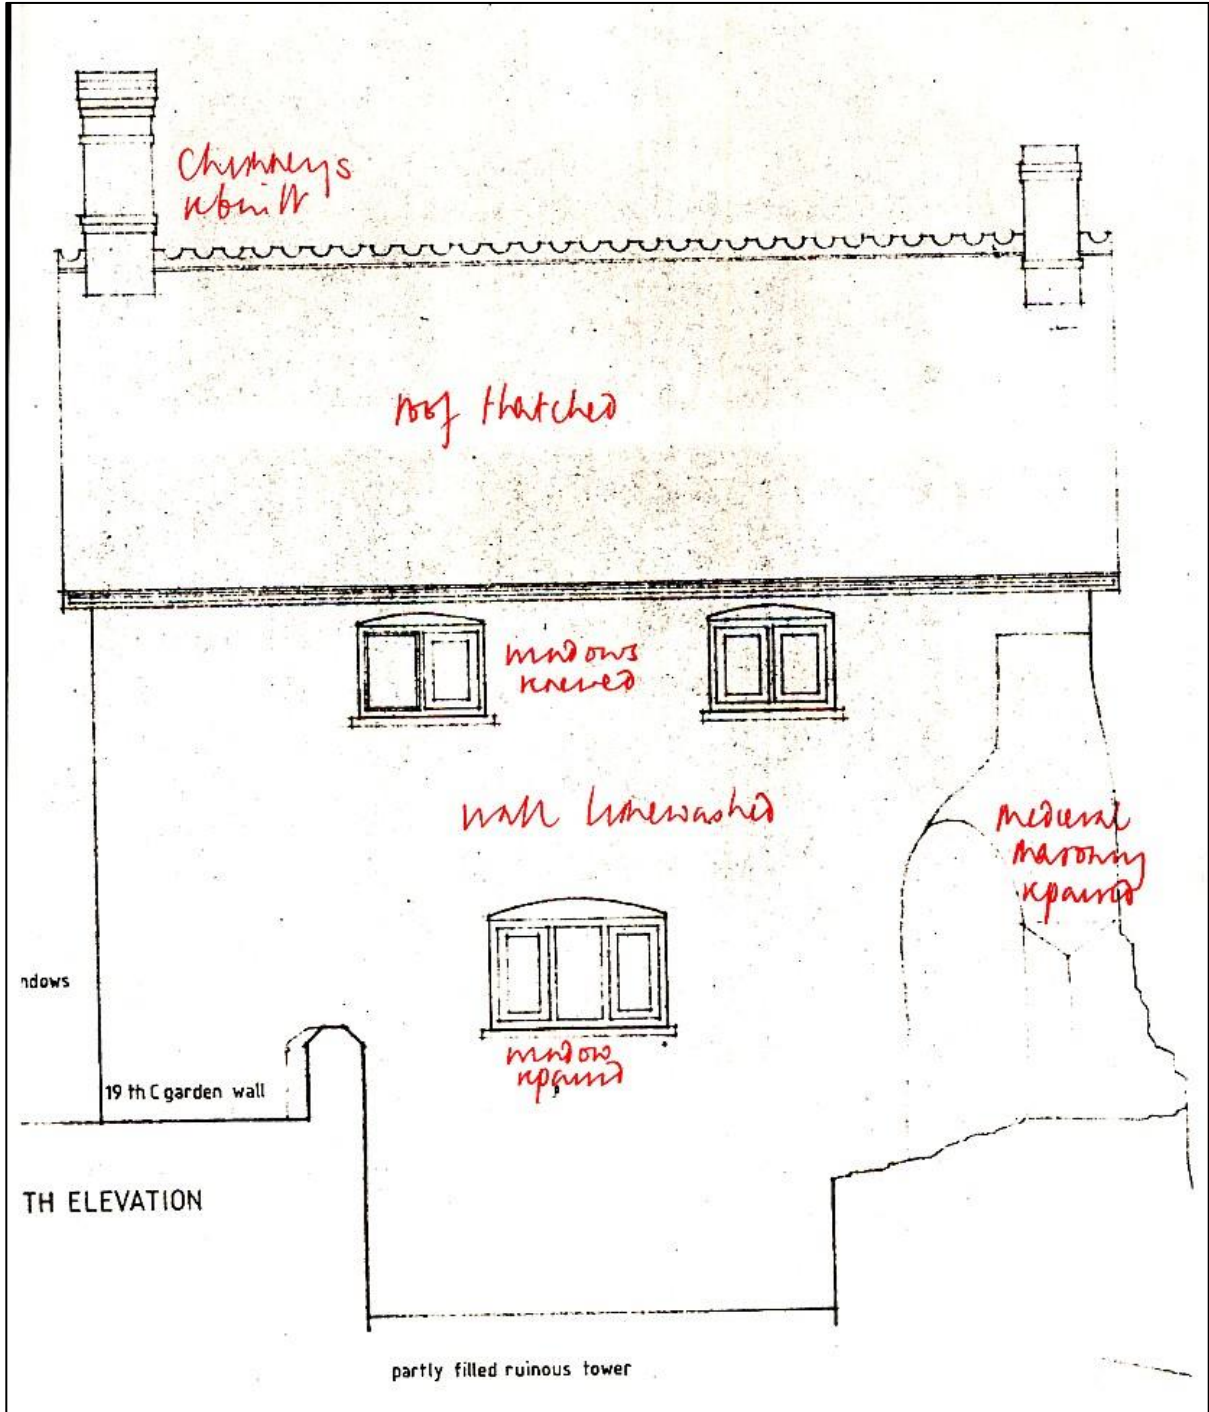 Chimneys
rebuilt
roof thatched
windows
renewed
wall limewashed
medieval
masonry
repaired
ndows
window
repaired
19 th C garden wall
TH ELEVATION
partly filled ruinous tower